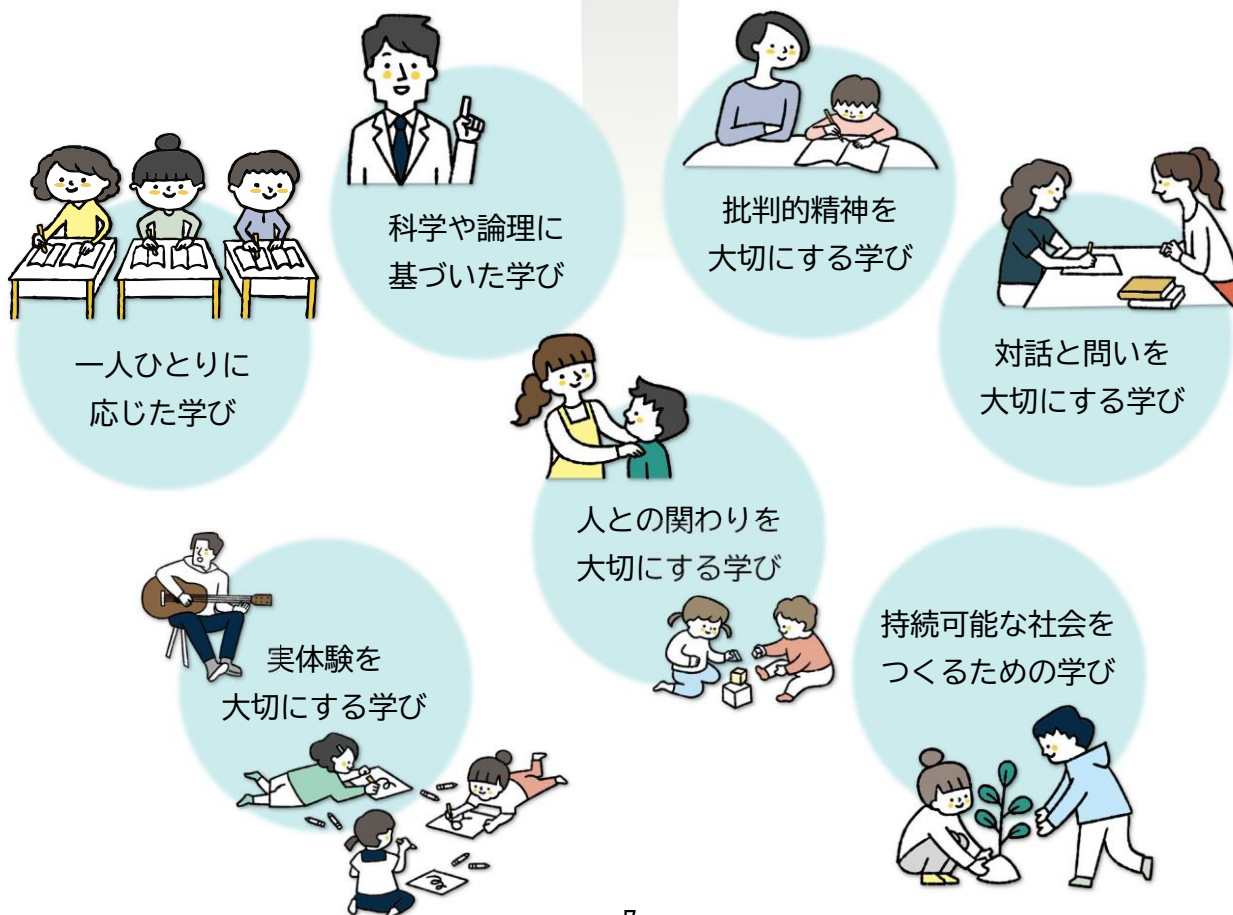 科学や論理に
基づいた学び
批判的精神を
大切にする学び
一人ひとりに
応じた学び
対話と問いを
大切にする学び
人との関わりを
大切にする学び
実体験を
大切にする学び
持続可能な社会を
つくるための学び
7